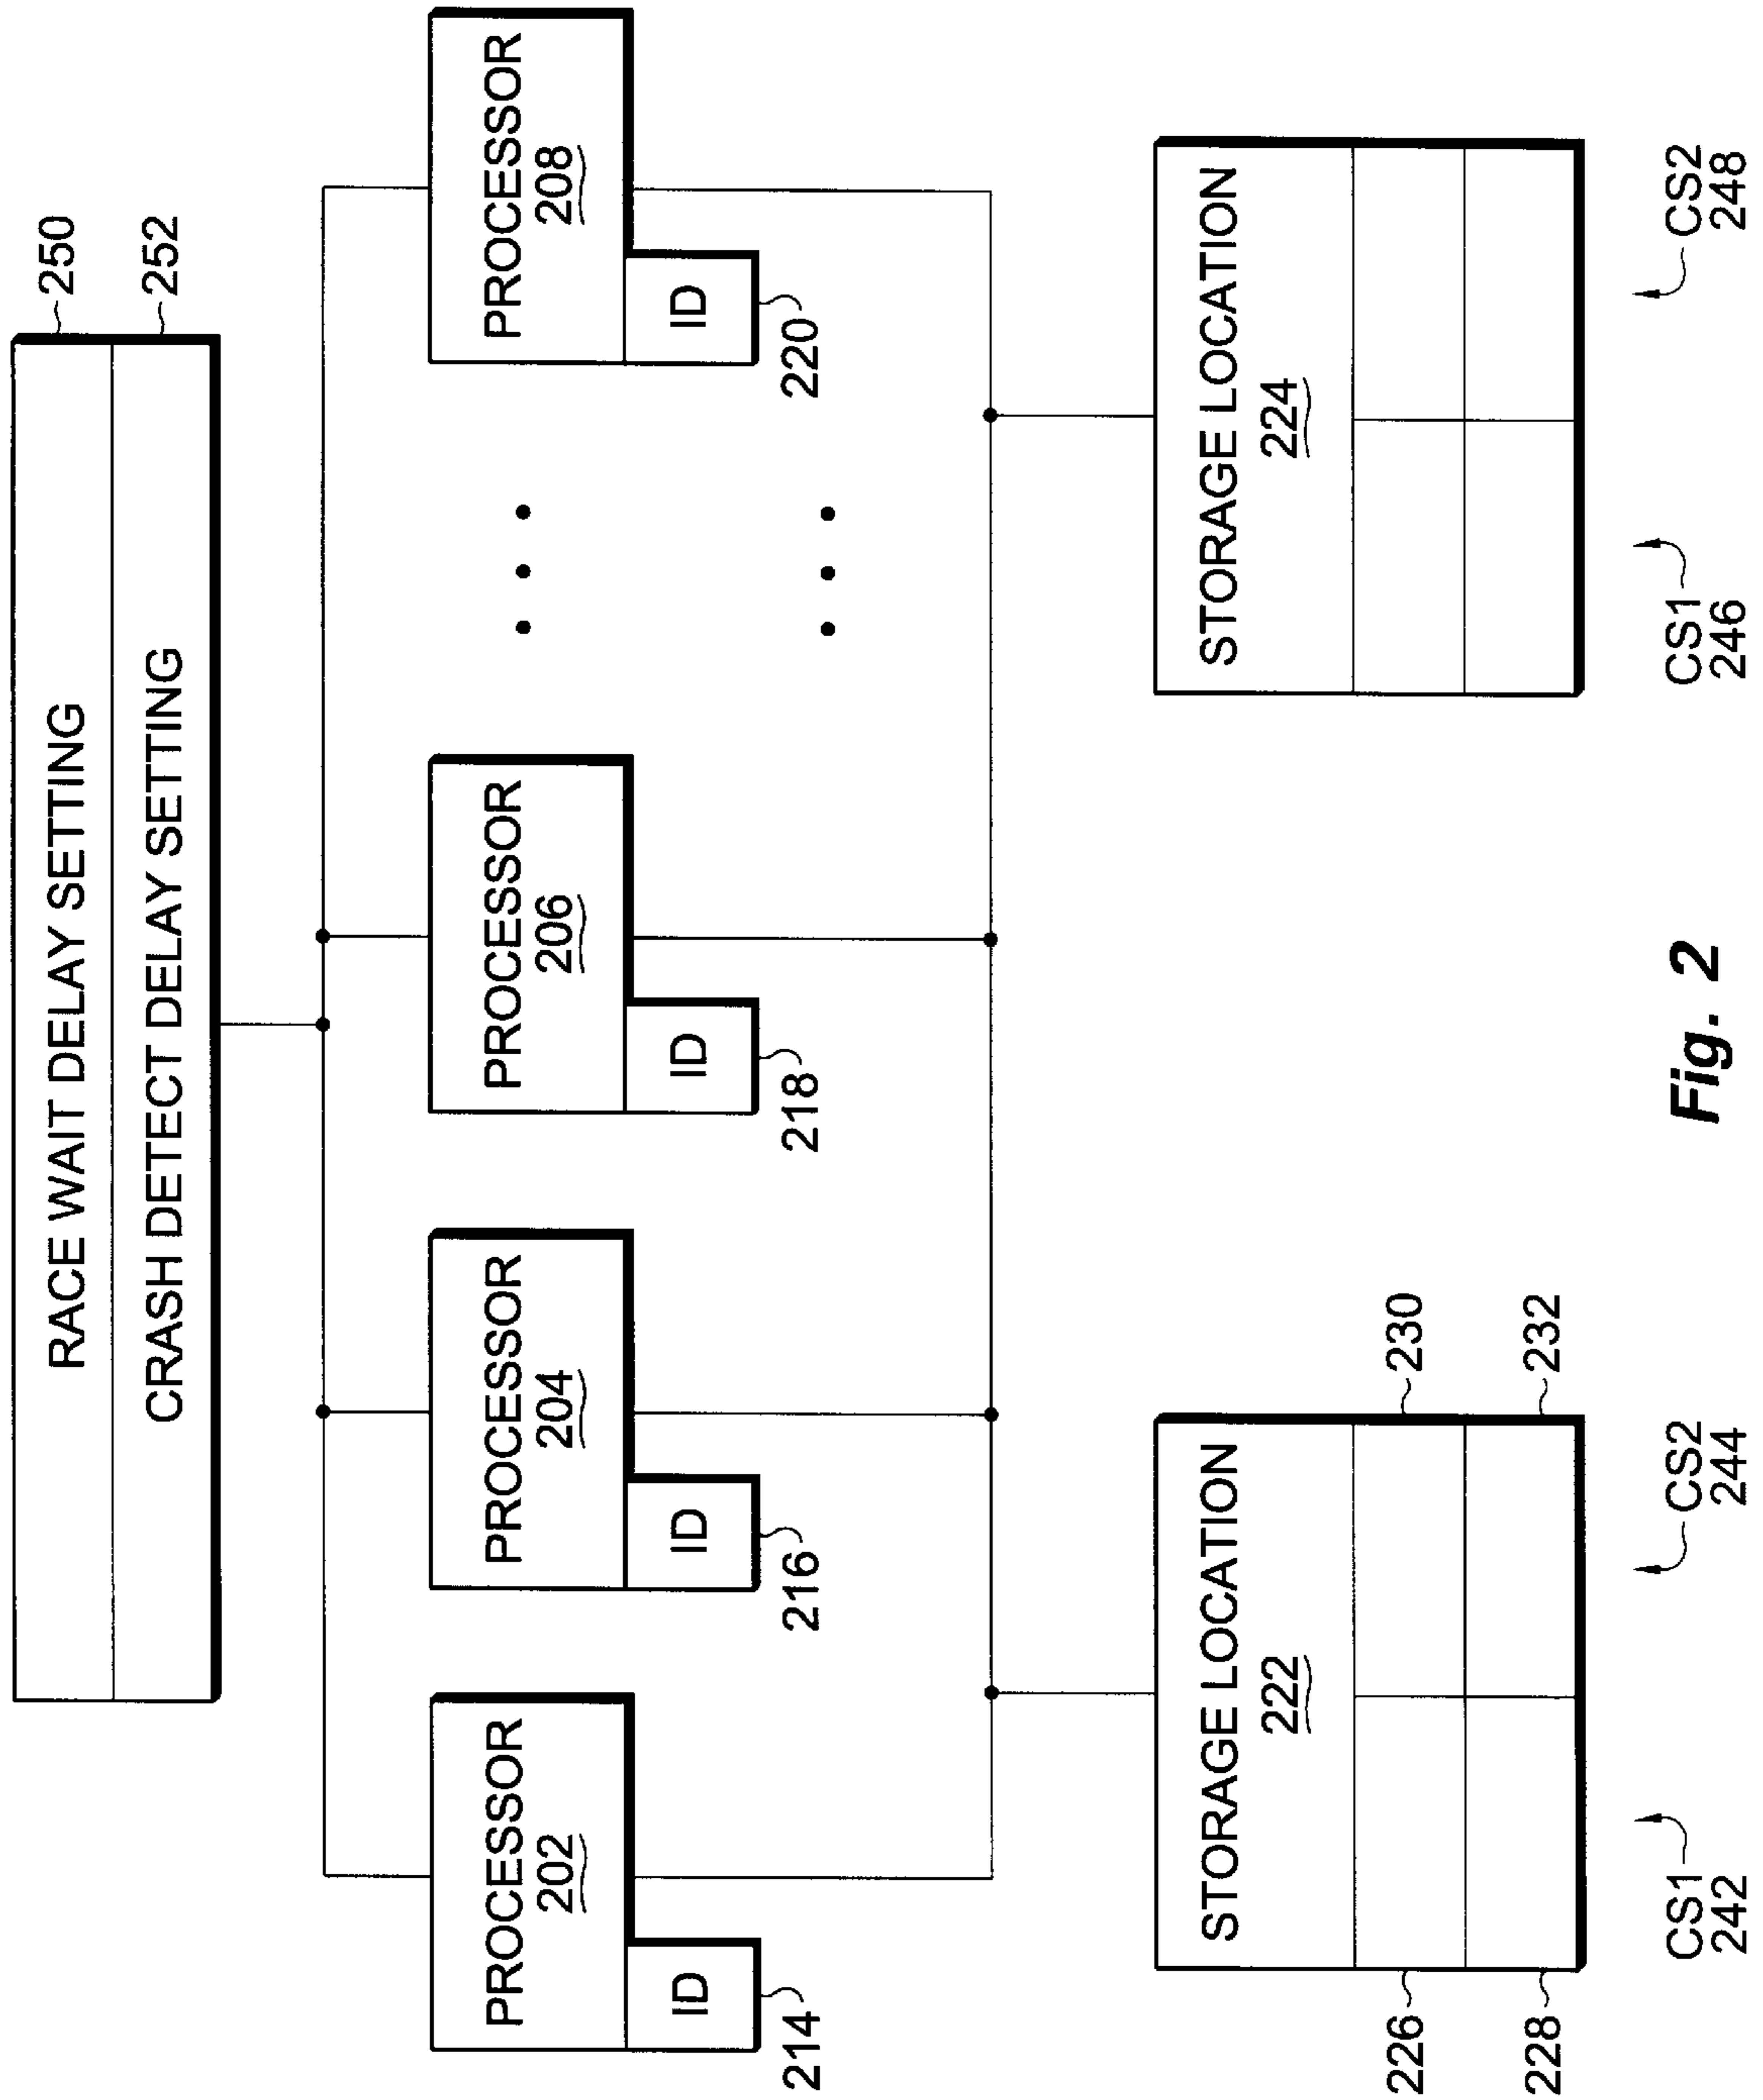 RACE WAIT DELAY SETTING
250
CRASH DETECT DELAY SETTING
252
PROCESSOR
202
ID
214
PROCESSOR
204
ID
216
PROCESSOR
206
ID
218
PROCESSOR
208
ID
220
STORAGE LOCATION
222
226
228
230
232
CS1
242
CS2
244
STORAGE LOCATION
224
CS1
246
CS2
248
Fig. 2